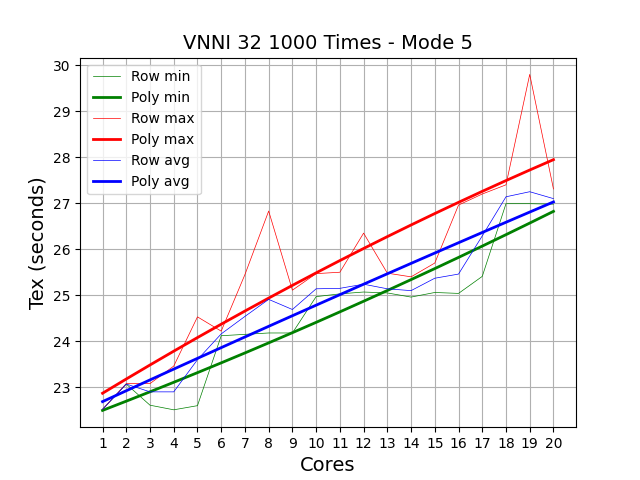 VNNI 32 1000 Times - Mode 5
Tex (seconds)
30
29
28
27
26
25
24
23
Row min
Poly min
Row max
Poly max
Row avg
Poly avg
1 2 3 4 5 6 7 8 9 10 11 12 13 14 15 16 17 18 19 20
Cores